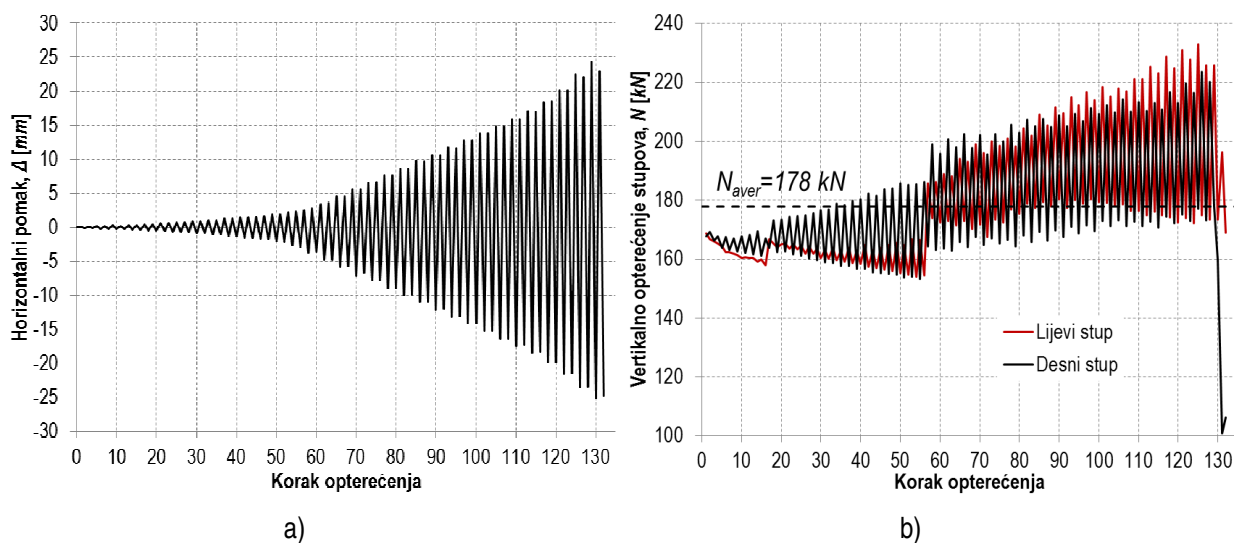 30
25
20
15
10
5
0
-5
-10
-15
-20
-25
-30
Horizontalni pomak, Δ [mm]
0 10 20 30 40 50 60 70 80 90 100 110 120 130
Korak opterećenja
a)
240
220
200
180
160
140
120
100
Vertikalno opterećenje stupova, N [kN]
Naver=178 kN
Lijevi stup
Desni stup
0 10 20 30 40 50 60 70 80 90 100 110 120 130
Korak opterećenja
b)